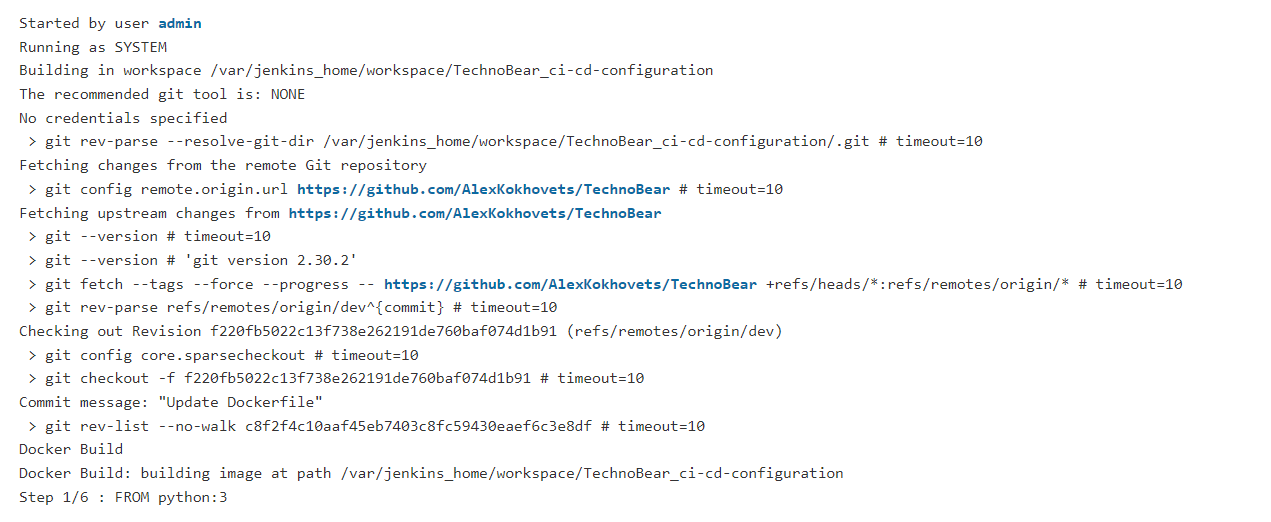 Started by user admin
Running as SYSTEM
Building in workspace /var/jenkins_home/workspace/TechnoBear_ci-cd-configuration
The recommended git tool is: NONE
No credentials specified
> git rev-parse --resolve-git-dir /var/jenkins_home/workspace/TechnoBear_ci-cd-configuration/.git # timeout=10
Fetching changes from the remote Git repository
> git config remote.origin.url https://github.com/AlexKokhovets/TechnoBear # timeout=10
Fetching upstream changes from https://github.com/AlexKokhovets/TechnoBear
> git --version # timeout=10
> git --version # 'git version 2.30.2'
> git fetch --tags --force --progress -- https://github.com/AlexKokhovets/TechnoBear +refs/heads/*:refs/remotes/origin/* # timeout=10
> git rev-parse refs/remotes/origin/dev^{commit} # timeout=10
Checking out Revision f220fb5022c13f738e262191de760baf074d1b91 (refs/remotes/origin/dev)
> git config core.sparsecheckout # timeout=10
> git checkout -f f220fb5022c13f738e262191de760baf074d1b91 # timeout=10
Commit message: "Update Dockerfile"
> git rev-list --no-walk c8f2f4c10aaf45eb7403c8fc59430eaef6c3e8df # timeout=10
Docker Build
Docker Build: building image at path /var/jenkins_home/workspace/TechnoBear_ci-cd-configuration
Step 1/6 : FROM python:3